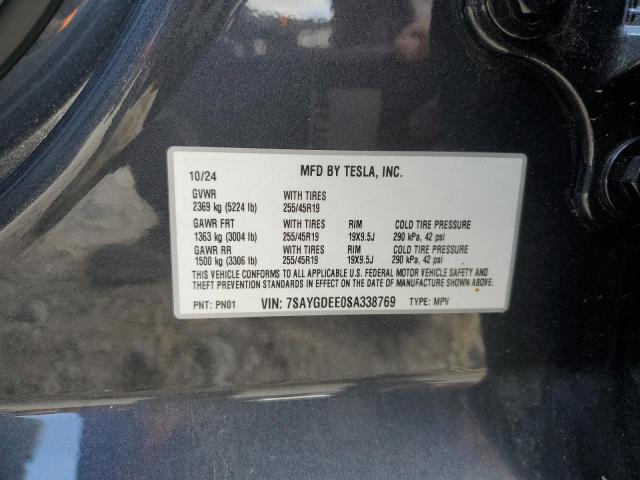 10/24 MFD BY TESLA, INC.
GVWR WITH TIRES
2369 kg (5224 lb) 255/45R19
GAWR FRT WITH TIRES RIM COLD TIRE PRESSURE
1363 kg (3004 lb) 255/45R19 19X9.5J 290 kPa, 42 psi
GAWR RR WITH TIRES RIM COLD TIRE PRESSURE
1500 kg (3306 lb) 255/45R19 19X9.5J 290 kPa, 42 psi
THIS VEHICLE CONFORMS TO ALL APPLICABLE U.S. FEDERAL MOTOR VEHICLE SAFETY AND
THEFT PREVENTION STANDARDS IN EFFECT ON THE DATE OF MANUFACTURE SHOWN ABOVE.
PNT: PN01 VIN: 7SAYGDEE0SA338769 TYPE: MPV